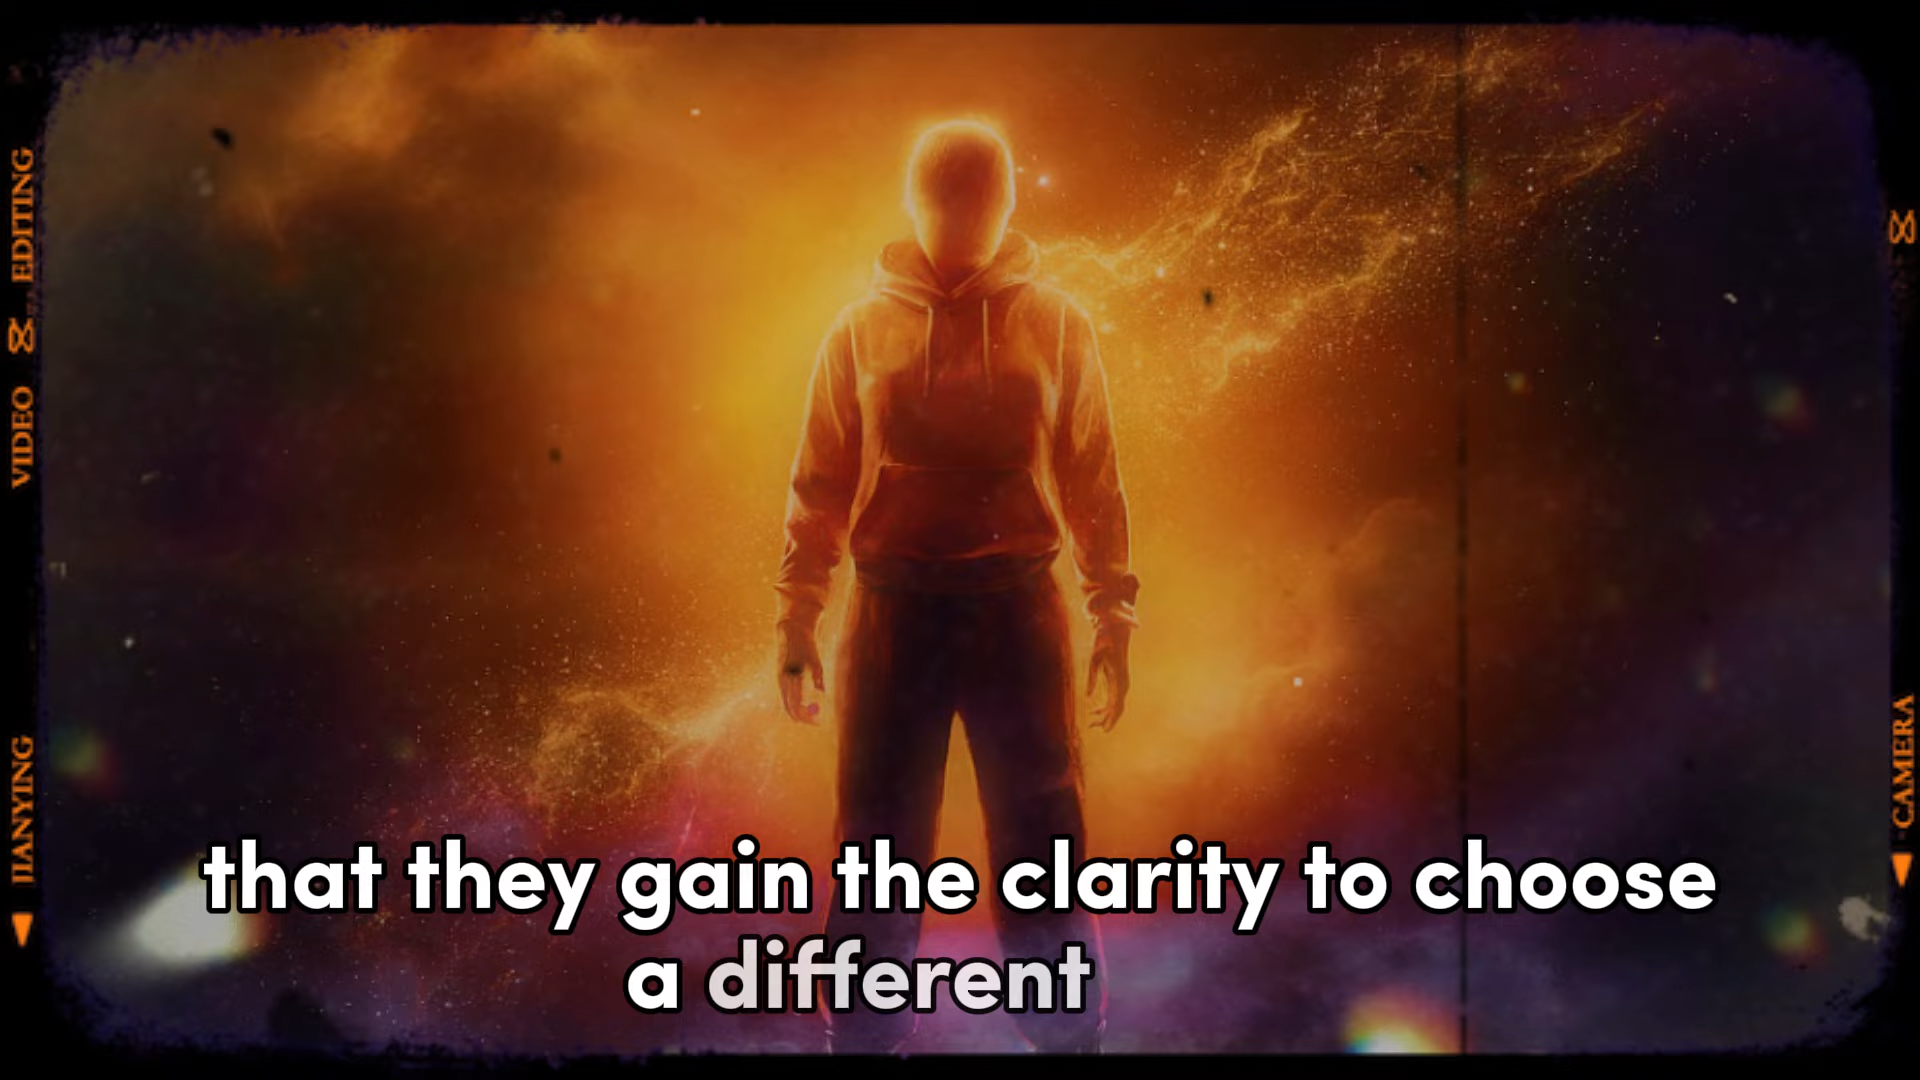 that they gain the clarity to choose
a different
VIDEO EDITING
JIANYING
CAMERA